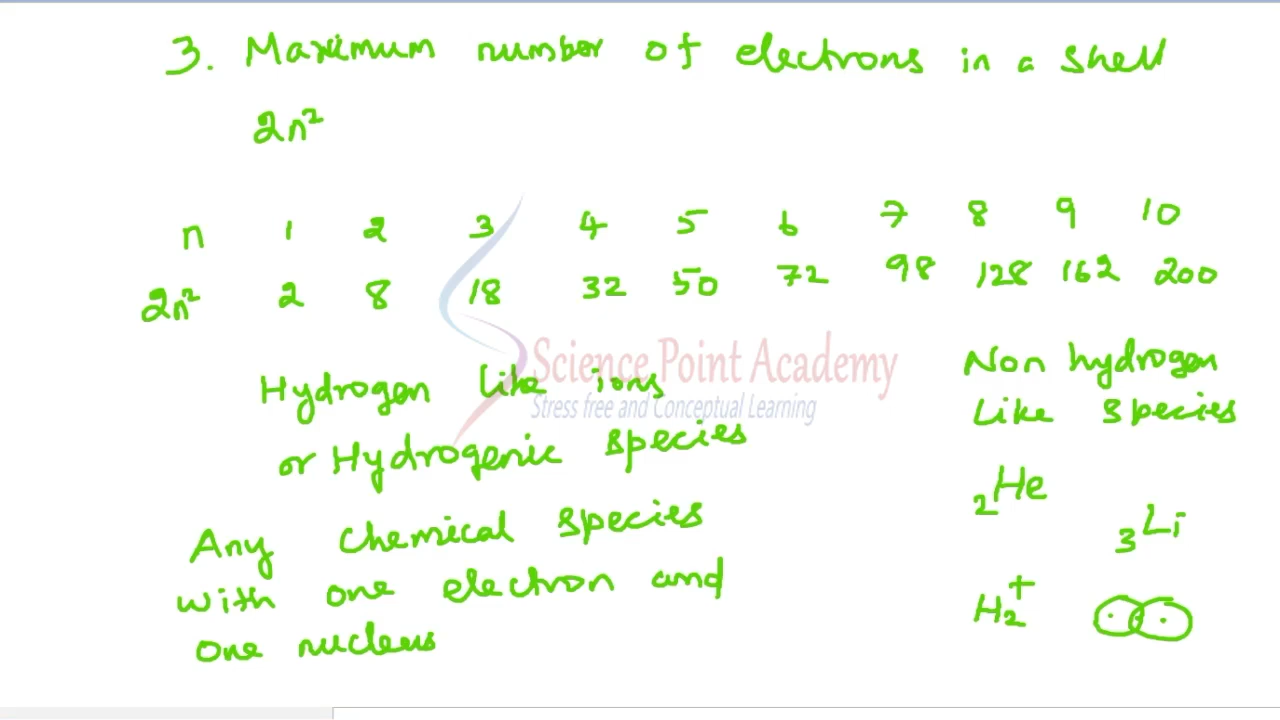 3. Maximum number of electrons in a shell
2n²
n 1 2 3 4 5 6 7 8 9 10
2n² 2 8 18 32 50 72 98 128 162 200
Science Point Academy
Stress free and Conceptual Learning
Hydrogen like ions
or Hydrogenic species
Any chemical species
with one electron and
one nucleus
Non hydrogen
Like species
₂He
₃Li
H₂⁺